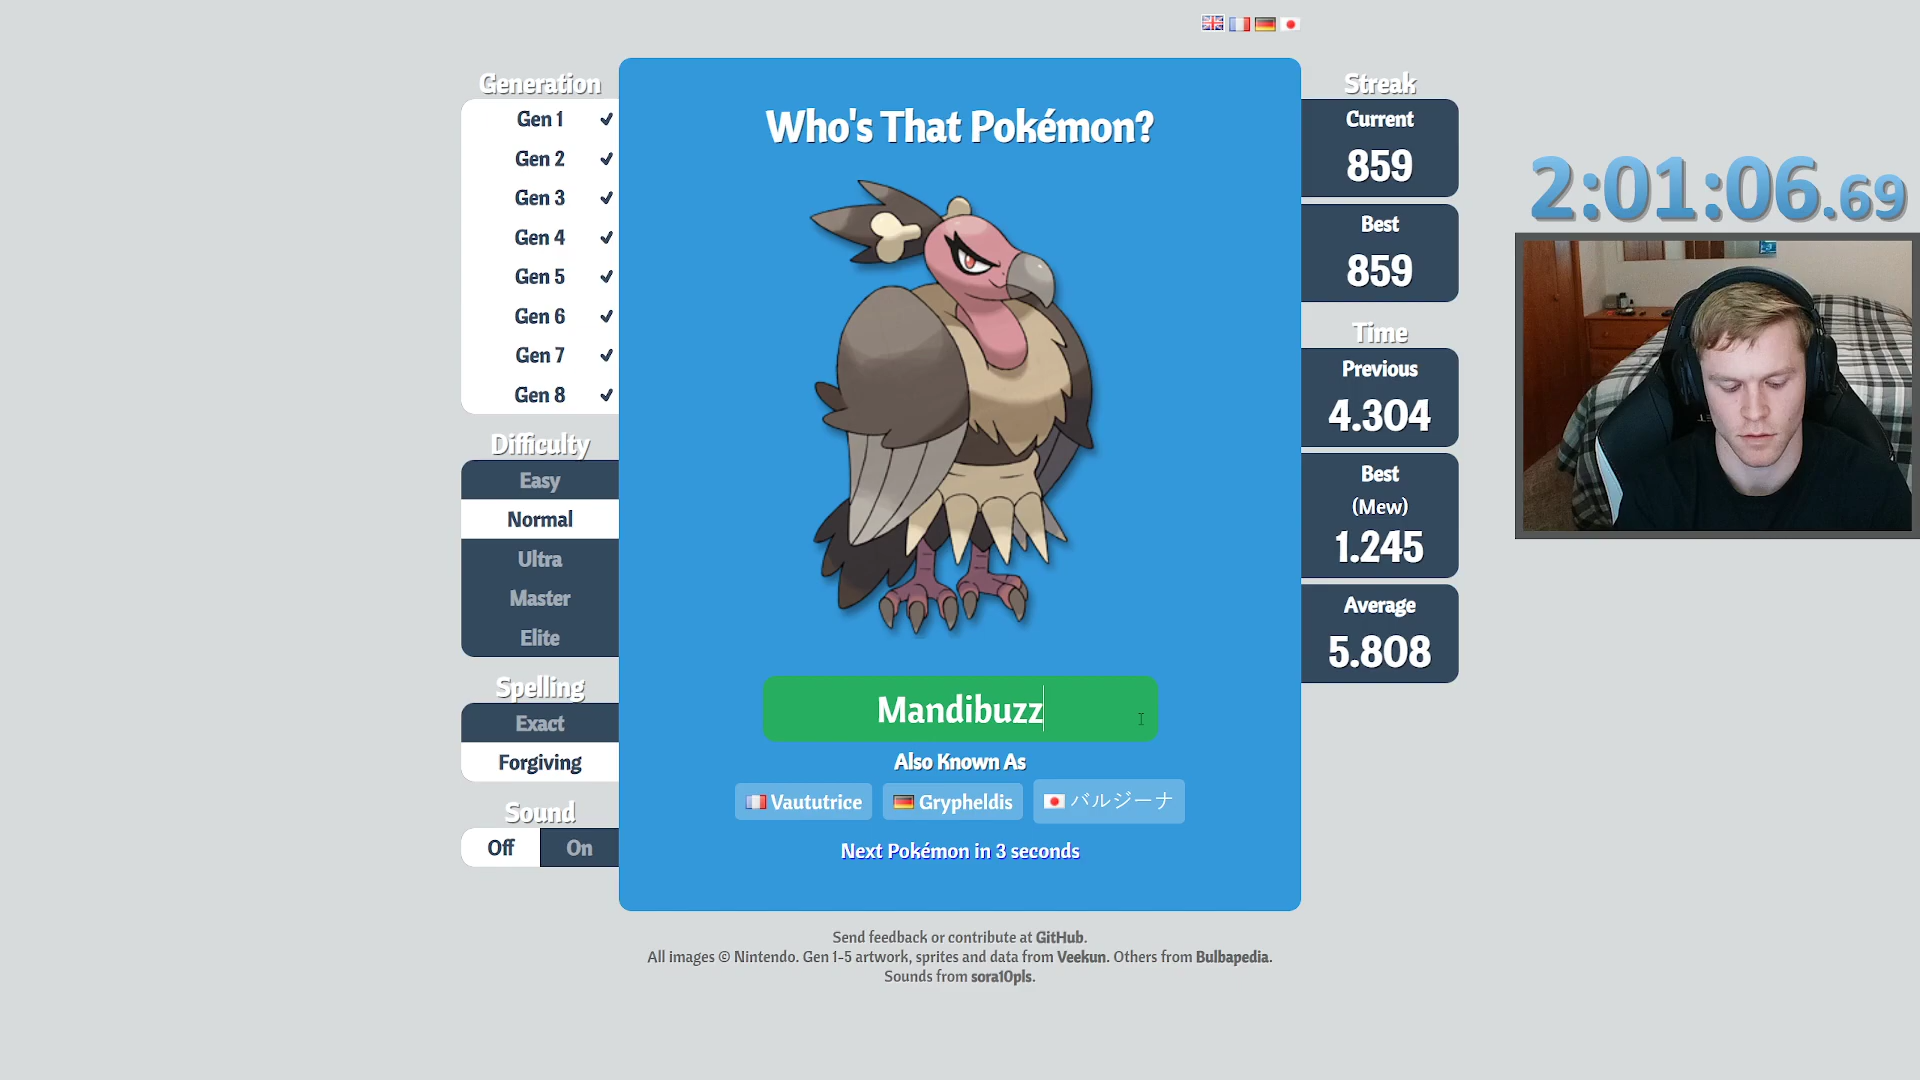 Generation
Gen 1
Gen 2
Gen 3
Gen 4
Gen 5
Gen 6
Gen 7
Gen 8
Difficulty
Easy
Normal
Ultra
Master
Elite
Spelling
Exact
Forgiving
Sound
Off On
Who's That Pokémon?
Mandibuzz
Also Known As
Vaututrice Grypheldis バルジーナ
Next Pokémon in 3 seconds
Streak
Current
859
Best
859
Time
Previous
4.304
Best
(Mew)
1.245
Average
5.808
2:01:06.69
Send feedback or contribute at GitHub.
All images © Nintendo. Gen 1-5 artwork, sprites and data from Veekun. Others from Bulbapedia.
Sounds from sora10pls.